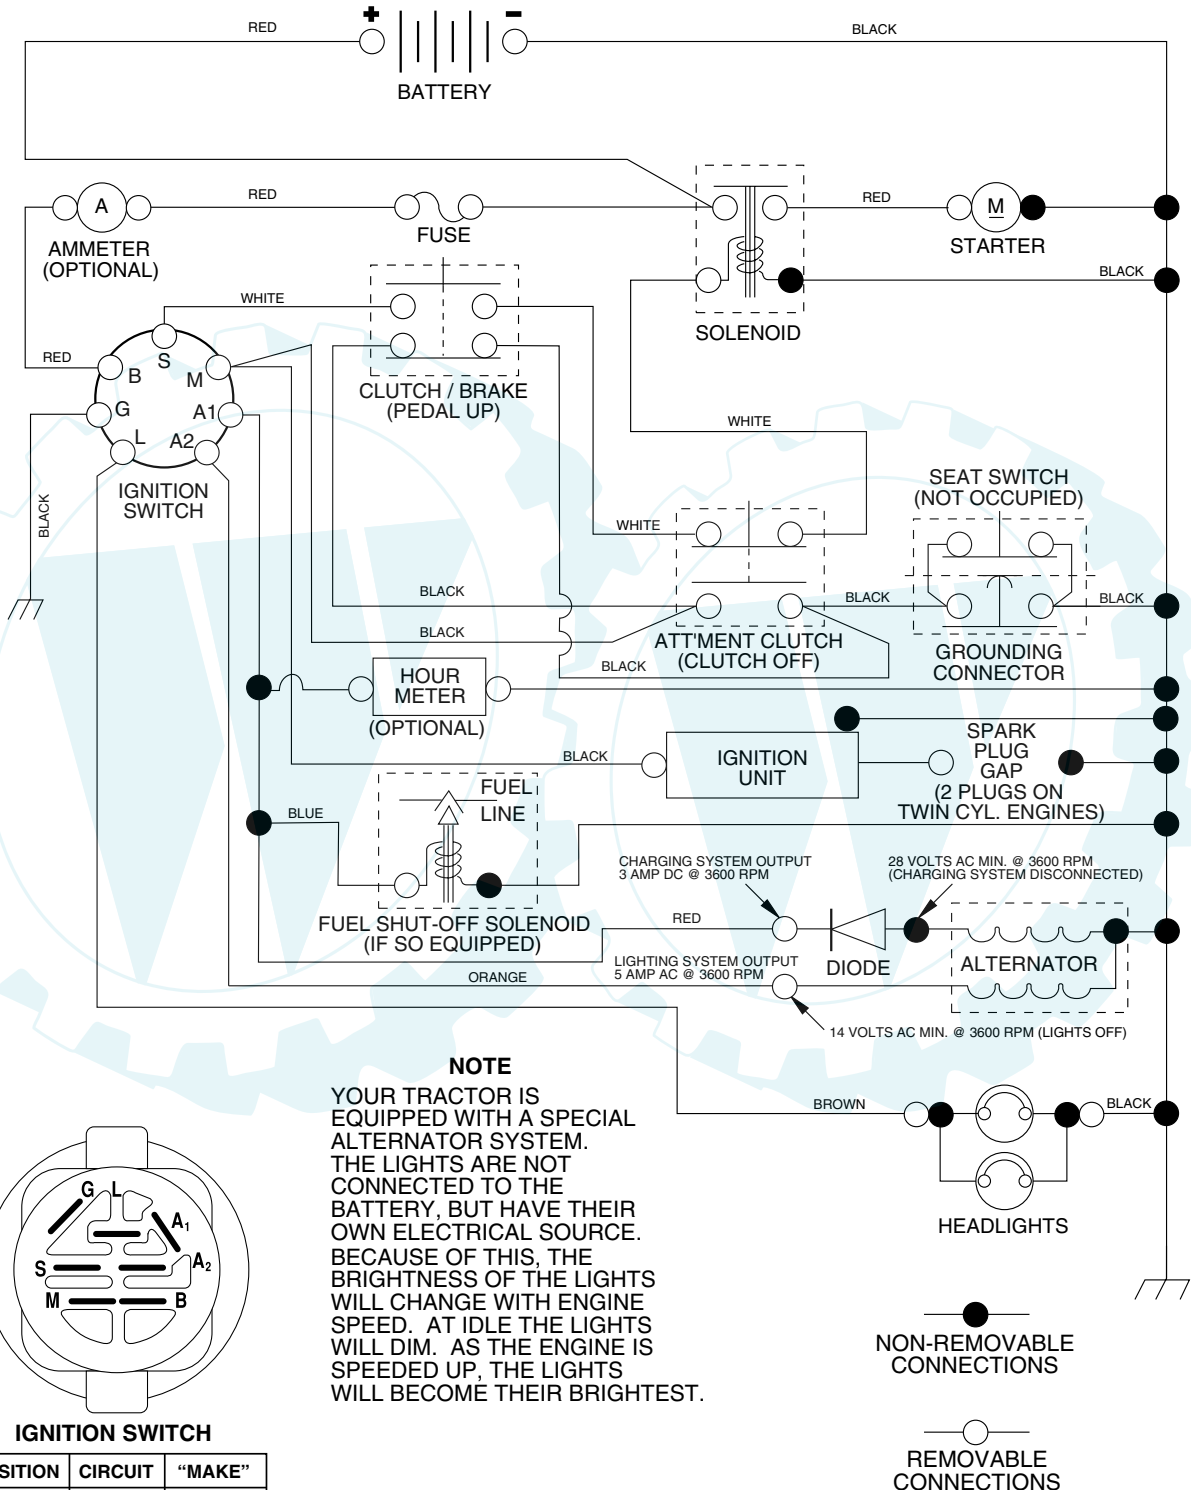 + -
RED
BLACK
BATTERY
A
RED
RED
M
AMMETER
(OPTIONAL)
FUSE
STARTER
WHITE
BLACK
SOLENOID
RED
S
B
M
G
A1
L
A2
CLUTCH / BRAKE
(PEDAL UP)
WHITE
IGNITION
SWITCH
BLACK
SEAT SWITCH
(NOT OCCUPIED)
WHITE
BLACK
BLACK
BLACK
BLACK
ATT'MENT CLUTCH
(CLUTCH OFF)
GROUNDING
CONNECTOR
BLACK
HOUR
METER
(OPTIONAL)
BLACK
IGNITION
UNIT
SPARK
PLUG
GAP
(2 PLUGS ON
TWIN CYL. ENGINES)
FUEL
LINE
BLUE
FUEL SHUT-OFF SOLENOID
(IF SO EQUIPPED)
CHARGING SYSTEM OUTPUT
3 AMP DC @ 3600 RPM
28 VOLTS AC MIN. @ 3600 RPM
(CHARGING SYSTEM DISCONNECTED)
RED
DIODE
ALTERNATOR
LIGHTING SYSTEM OUTPUT
5 AMP AC @ 3600 RPM
ORANGE
14 VOLTS AC MIN. @ 3600 RPM (LIGHTS OFF)
NOTE
YOUR TRACTOR IS
EQUIPPED WITH A SPECIAL
ALTERNATOR SYSTEM.
THE LIGHTS ARE NOT
CONNECTED TO THE
BATTERY, BUT HAVE THEIR
OWN ELECTRICAL SOURCE.
BECAUSE OF THIS, THE
BRIGHTNESS OF THE LIGHTS
WILL CHANGE WITH ENGINE
SPEED. AT IDLE THE LIGHTS
WILL DIM. AS THE ENGINE IS
SPEEDED UP, THE LIGHTS
WILL BECOME THEIR BRIGHTEST.
BROWN
BLACK
HEADLIGHTS
G L
A1
S
A2
M
B
IGNITION SWITCH
SITION CIRCUIT “MAKE”
NON-REMOVABLE
CONNECTIONS
REMOVABLE
CONNECTIONS